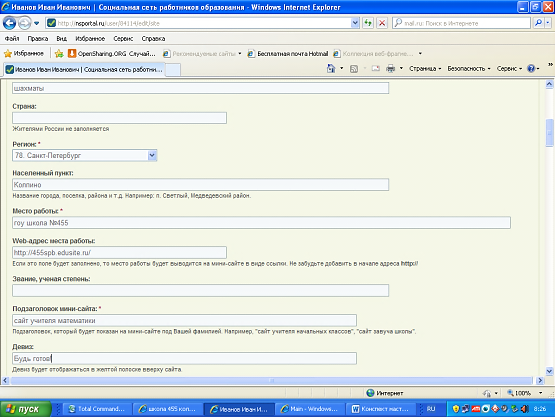 Иванов Иван Иванович | Социальная сеть работников образования - Windows Internet Explorer
http://nsportal.ru/user/8411
mail.ru: Поиск в Интернете
Файл Правка Вид Избранное Сервис Справка
Избранное OpenSharing.ORG Случай... Рекомендуемые сайты Бесплатная почта Hotmail Коллекция веб-фрагме...
Иванов Иван Иванович | Социальная сеть работни...
Страница Безопасность Сервис
шахматы
Страна:
Жителями России не заполняется
Регион: *
78. Санкт-Петербург
Населенный пункт:
Колпино
Название города, поселка, района и т.д. Например: п. Светлый, Медведевский район.
Место работы: *
гоу школа №455
Web-адрес места работы:
http://455spb.edusite.ru/
Если это поле будет заполнено, то место работы будет выводится на мини-сайте в виде ссылки. Не забудьте добавить в начале адреса http://
Звание, ученая степень:
Подзаголовок мини-сайта: *
сайт учителя математики
Подзаголовок, который будет показан на мини-сайте под Вашей фамилией. Например, "сайт учителя начальных классов", "сайт завуча школы".
Девиз:
Будь готов!
Девиз будет отображаться в желтой полоске вверху сайта.
Интернет 100%
пуск Total Comman... школа 455 кол... Иванов Иван И... Main - Windows... Конспект маст... RU 8:26